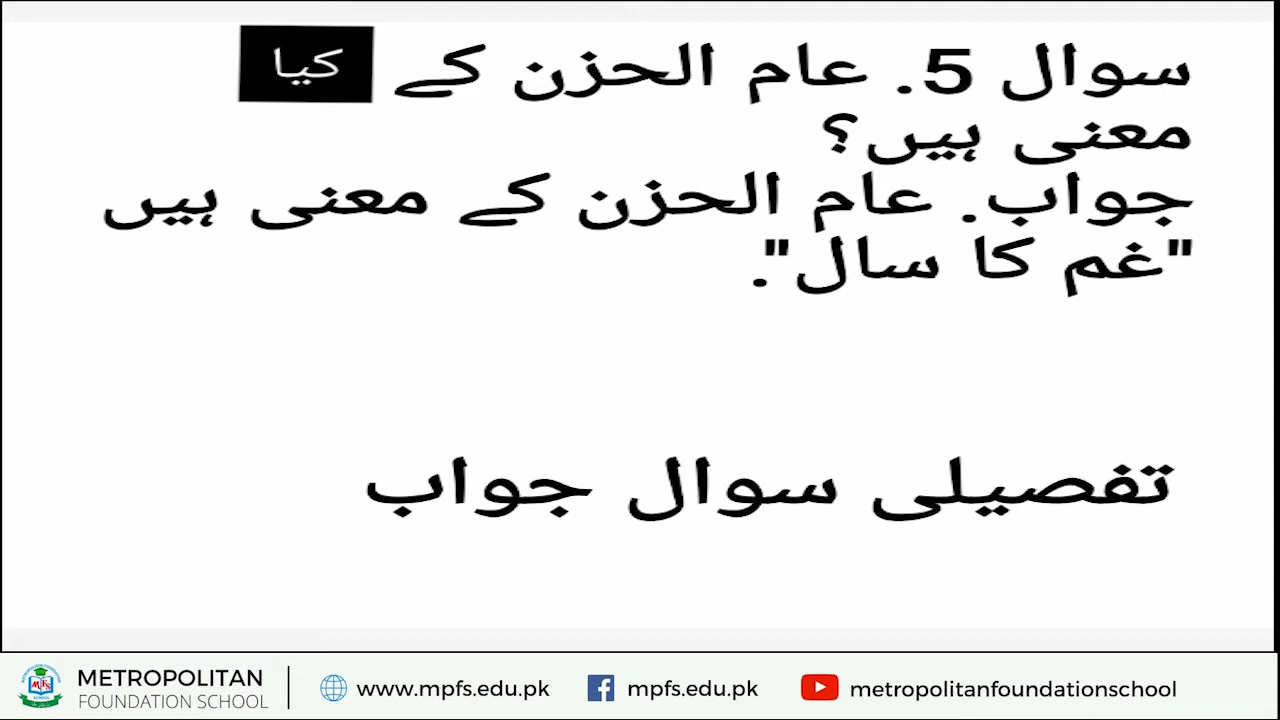 سوال 5. عام الحزن کے کیا
معنی ہیں؟
جواب. عام الحزن کے معنی ہیں
"غم کا سال".
تفصیلی سوال جواب
METROPOLITAN
FOUNDATION SCHOOL
www.mpfs.edu.pk
mpfs.edu.pk
metropolitanfoundationschool